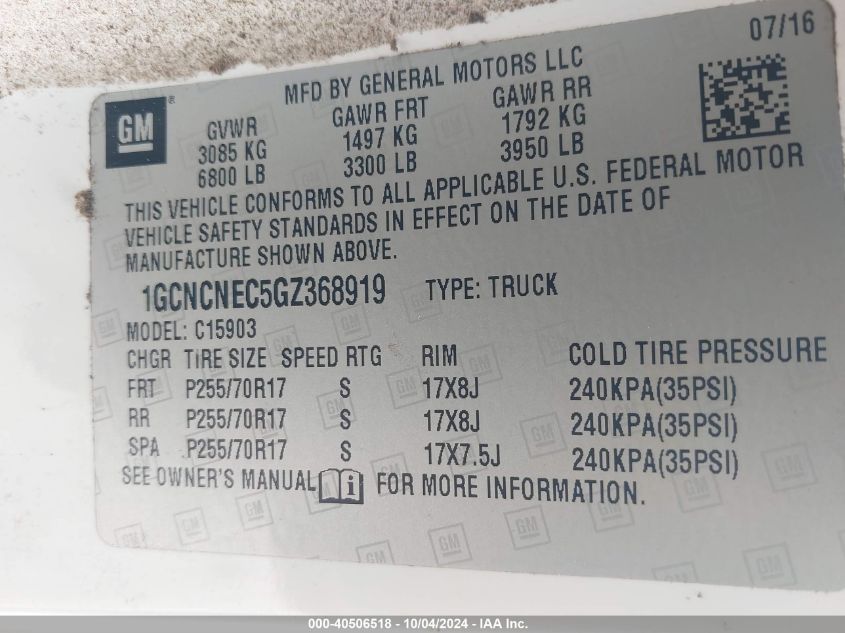 07/16
MFD BY GENERAL MOTORS LLC
GM®
GVWR GAWR FRT GAWR RR
3085 KG 1497 KG 1792 KG
6800 LB 3300 LB 3950 LB
THIS VEHICLE CONFORMS TO ALL APPLICABLE U.S. FEDERAL MOTOR
VEHICLE SAFETY STANDARDS IN EFFECT ON THE DATE OF
MANUFACTURE SHOWN ABOVE.
1GCNCNEC5GZ368919 TYPE: TRUCK
MODEL: C15903
CHGR TIRE SIZE SPEED RTG RIM COLD TIRE PRESSURE
FRT P255/70R17 S 17X8J 240KPA(35PSI)
RR P255/70R17 S 17X8J 240KPA(35PSI)
SPA P255/70R17 S 17X7.5J 240KPA(35PSI)
SEE OWNER'S MANUAL i FOR MORE INFORMATION.
000-40506518 - 10/04/2024 - IAA Inc.